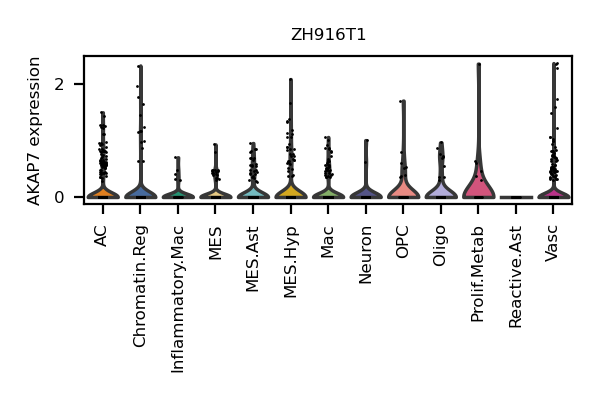 ZH916T1
AKAP7 expression
2
0
AC
Chromatin.Reg
Inflammatory.Mac
MES
MES.Ast
MES.Hyp
Mac
Neuron
OPC
Oligo
Prolif.Metab
Reactive.Ast
Vasc